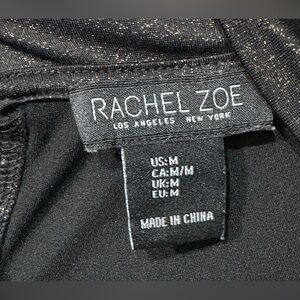 RACHEL ZOE
LOS ANGELES NEW YORK
US:M
CA:M/M
UK:M
EU:M
MADE IN CHINA